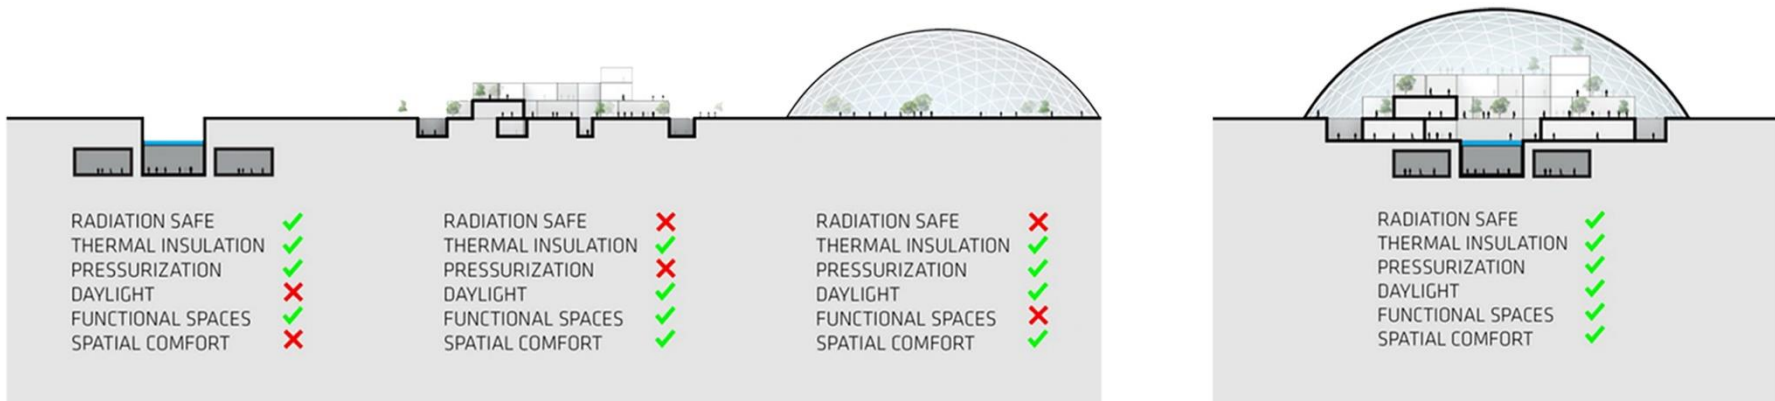 RADIATION SAFE
THERMAL INSULATION
PRESSURIZATION
DAYLIGHT
FUNCTIONAL SPACES
SPATIAL COMFORT
RADIATION SAFE
THERMAL INSULATION
PRESSURIZATION
DAYLIGHT
FUNCTIONAL SPACES
SPATIAL COMFORT
RADIATION SAFE
THERMAL INSULATION
PRESSURIZATION
DAYLIGHT
FUNCTIONAL SPACES
SPATIAL COMFORT
RADIATION SAFE
THERMAL INSULATION
PRESSURIZATION
DAYLIGHT
FUNCTIONAL SPACES
SPATIAL COMFORT